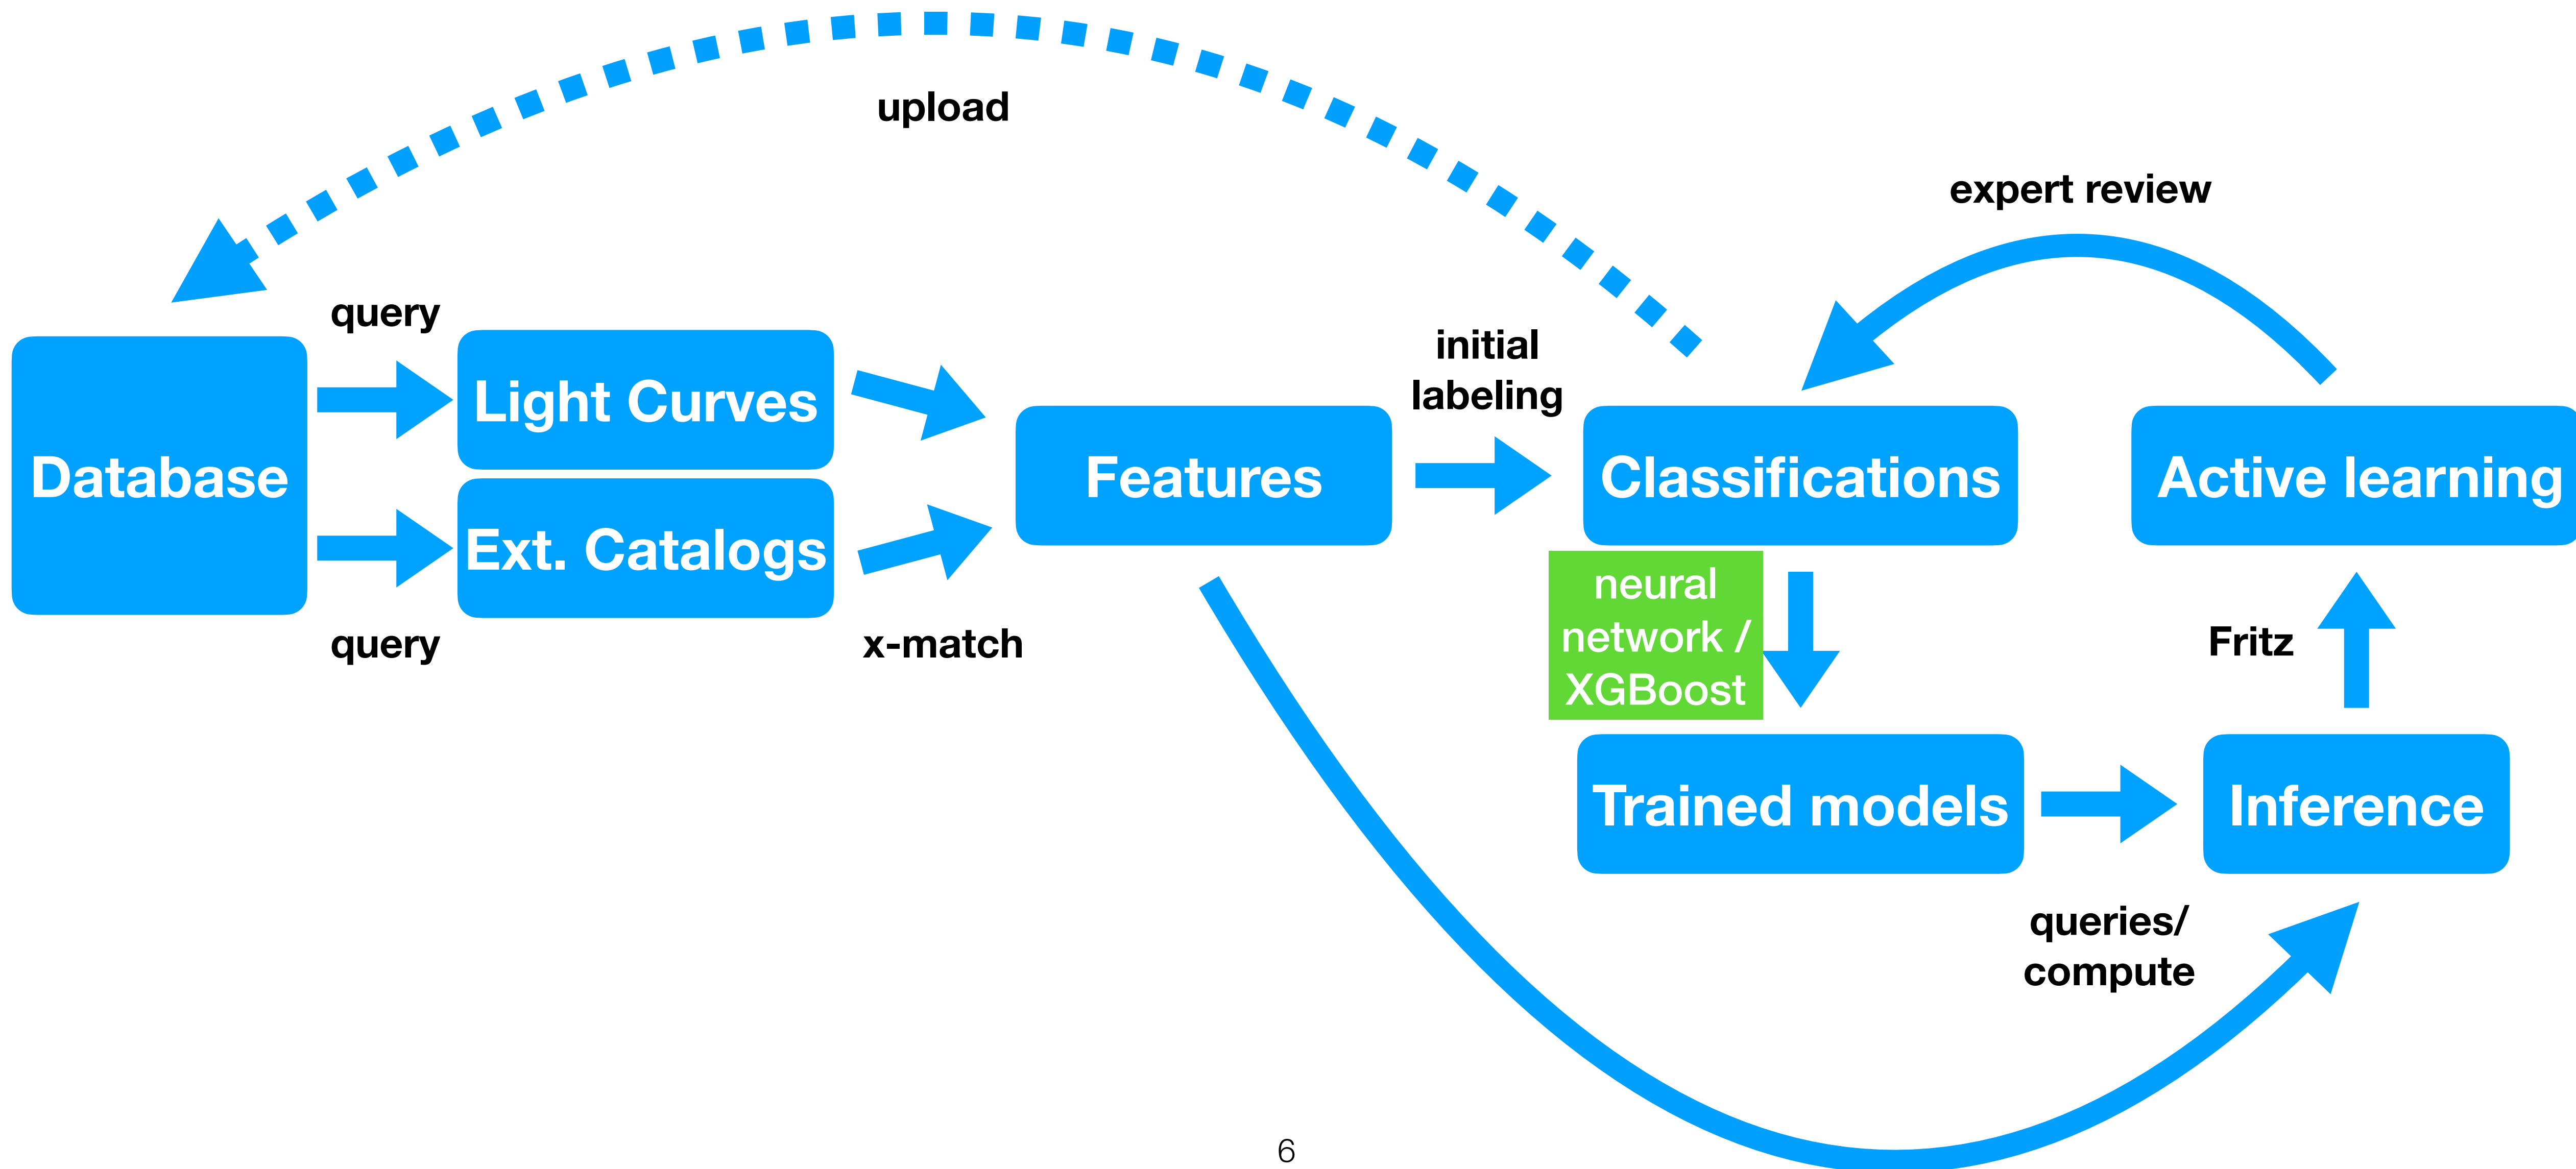 upload
expert review
query
initial
labeling
Light Curves
Database
Features
Classifications
Active learning
Ext. Catalogs
query
x-match
neural
network /
XGBoost
Fritz
Trained models
Inference
queries/
compute
6